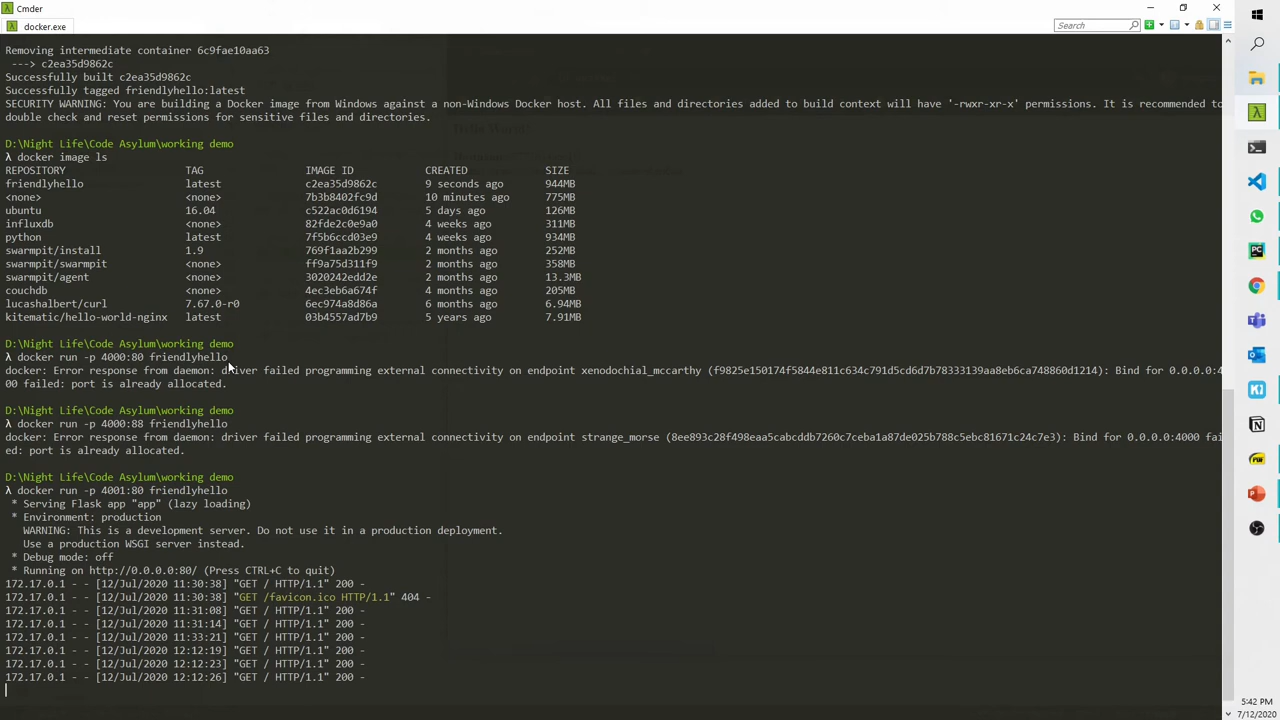 Cmder
docker.exe
Search
Removing intermediate container 6c9fae10aa63
---> c2ea35d9862c
Successfully built c2ea35d9862c
Successfully tagged friendlyhello:latest
SECURITY WARNING: You are building a Docker image from Windows against a non-Windows Docker host. All files and directories added to build context will have '-rwxr-xr-x' permissions. It is recommended to
double check and reset permissions for sensitive files and directories.
D:\Night Life\Code Asylum\working demo
λ docker image ls
REPOSITORY TAG IMAGE ID CREATED SIZE
friendlyhello latest c2ea35d9862c 9 seconds ago 944MB
<none> <none> 7b3b8402fc9d 10 minutes ago 775MB
ubuntu 16.04 c522ac0d6194 5 days ago 126MB
influxdb <none> 82fde2c0e9a0 4 weeks ago 311MB
python latest 7f5b6ccd03e9 4 weeks ago 934MB
swarmpit/install 1.9 769f1aa2b299 2 months ago 252MB
swarmpit/swarmpit <none> ff9a75d311f9 2 months ago 358MB
swarmpit/agent <none> 3020242edd2e 2 months ago 13.3MB
couchdb <none> 4ec3eb6a674f 4 months ago 205MB
lucashalbert/curl 7.67.0-r0 6ec974a8d86a 6 months ago 6.94MB
kitematic/hello-world-nginx latest 03b4557ad7b9 5 years ago 7.91MB
D:\Night Life\Code Asylum\working demo
λ docker run -p 4000:80 friendlyhello
docker: Error response from daemon: driver failed programming external connectivity on endpoint xenodochial_mccarthy (f9825e150174f5844e811c634c791d5cd6d7b78333139aa8eb6ca748860d1214): Bind for 0.0.0.0:4
00 failed: port is already allocated.
D:\Night Life\Code Asylum\working demo
λ docker run -p 4000:88 friendlyhello
docker: Error response from daemon: driver failed programming external connectivity on endpoint strange_morse (8ee893c28f498eaa5cabcddb7260c7ceba1a87de025b788c5ebc81671c24c7e3): Bind for 0.0.0.0:4000 fai
ed: port is already allocated.
D:\Night Life\Code Asylum\working demo
λ docker run -p 4001:80 friendlyhello
* Serving Flask app "app" (lazy loading)
* Environment: production
WARNING: This is a development server. Do not use it in a production deployment.
Use a production WSGI server instead.
* Debug mode: off
* Running on http://0.0.0.0:80/ (Press CTRL+C to quit)
172.17.0.1 - - [12/Jul/2020 11:30:38] "GET / HTTP/1.1" 200 -
172.17.0.1 - - [12/Jul/2020 11:30:38] "GET /favicon.ico HTTP/1.1" 404 -
172.17.0.1 - - [12/Jul/2020 11:31:08] "GET / HTTP/1.1" 200 -
172.17.0.1 - - [12/Jul/2020 11:31:14] "GET / HTTP/1.1" 200 -
172.17.0.1 - - [12/Jul/2020 11:33:21] "GET / HTTP/1.1" 200 -
172.17.0.1 - - [12/Jul/2020 12:12:19] "GET / HTTP/1.1" 200 -
172.17.0.1 - - [12/Jul/2020 12:12:23] "GET / HTTP/1.1" 200 -
172.17.0.1 - - [12/Jul/2020 12:12:26] "GET / HTTP/1.1" 200 -
5:42 PM
7/12/2020